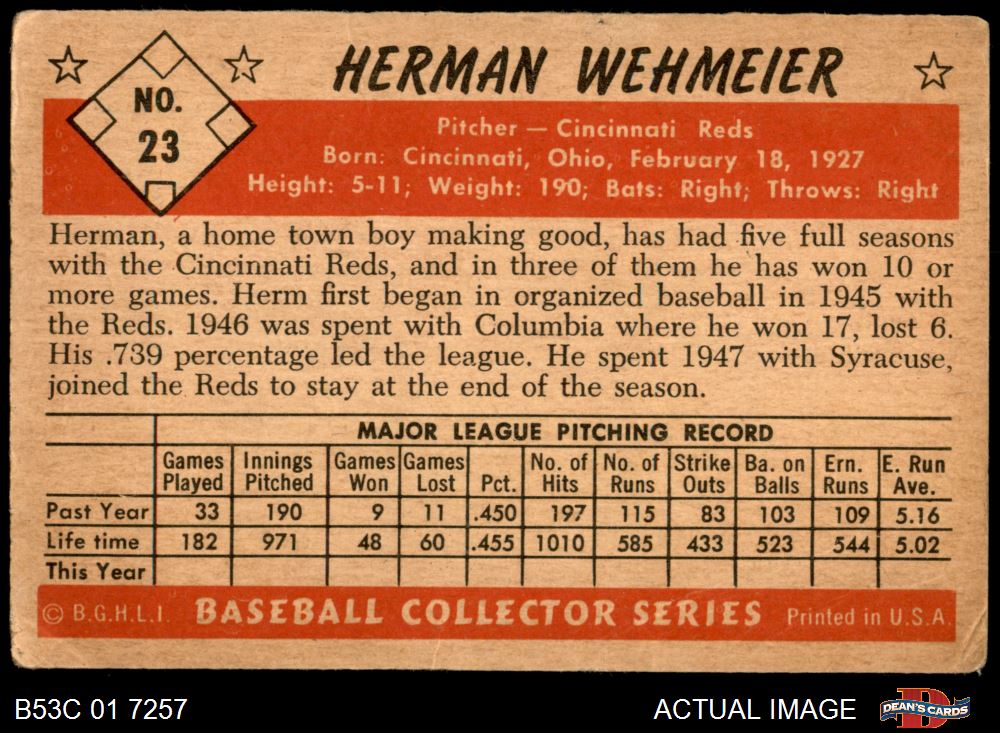 HERMAN WEHMEIER
NO.
23
Pitcher — Cincinnati Reds
Born: Cincinnati, Ohio, February 18, 1927
Height: 5-11; Weight: 190; Bats: Right; Throws: Right
Herman, a home town boy making good, has had five full seasons
with the Cincinnati Reds, and in three of them he has won 10 or
more games. Herm first began in organized baseball in 1945 with
the Reds. 1946 was spent with Columbia where he won 17, lost 6.
His .739 percentage led the league. He spent 1947 with Syracuse,
joined the Reds to stay at the end of the season.
MAJOR LEAGUE PITCHING RECORD
Games Played Innings Pitched Games Won Games Lost Pct. No. of Hits No. of Runs Strike Outs Ba. on Balls Ern. Runs E. Run Ave.
Past Year 33 190 9 11 .450 197 115 83 103 109 5.16
Life time 182 971 48 60 .455 1010 585 433 523 544 5.02
This Year
© B.G.H.L.I. BASEBALL COLLECTOR SERIES Printed in U.S.A.
B53C 01 7257 ACTUAL IMAGE DEAN'S CARDS